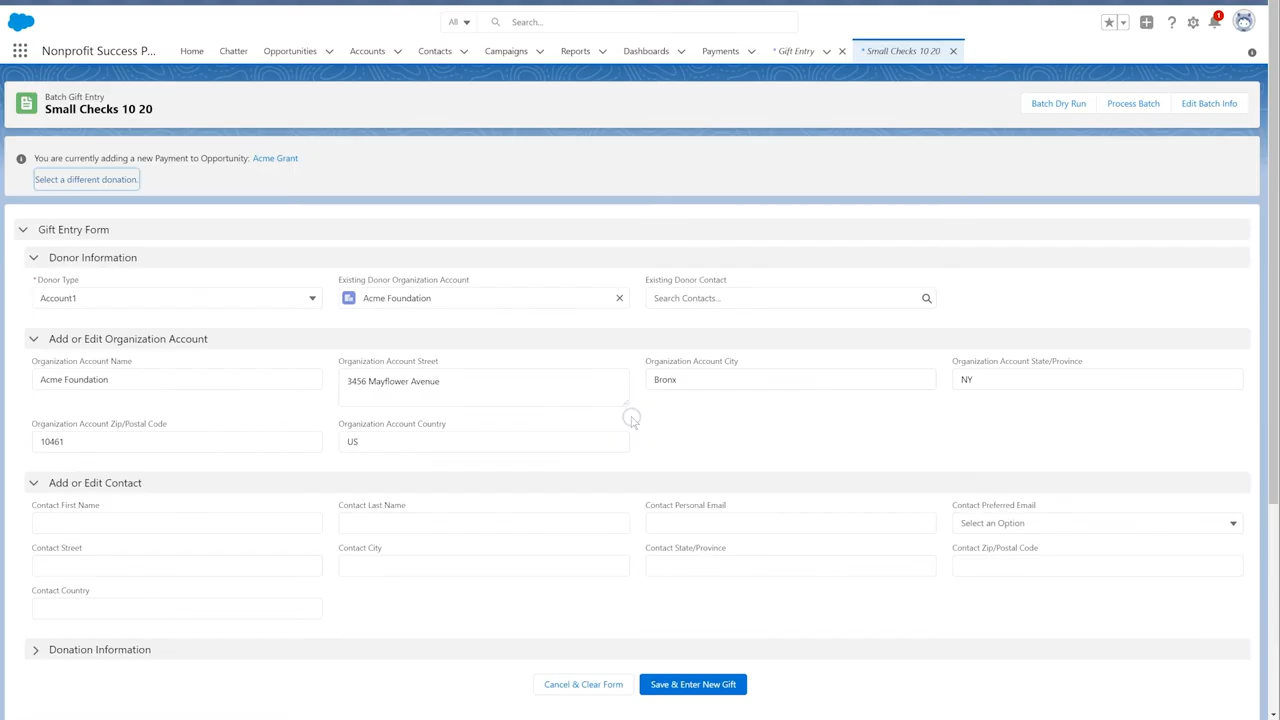 All
Search...
1
Nonprofit Success P...
Home
Chatter
Opportunities
Accounts
Contacts
Campaigns
Reports
Dashboards
Payments
* Gift Entry
* Small Checks 10 20
Batch Gift Entry
Small Checks 10 20
Batch Dry Run
Process Batch
Edit Batch Info
You are currently adding a new Payment to Opportunity: Acme Grant
Select a different donation.
Gift Entry Form
Donor Information
* Donor Type
Existing Donor Organization Account
Existing Donor Contact
Account1
Acme Foundation
Search Contacts...
Add or Edit Organization Account
Organization Account Name
Organization Account Street
Organization Account City
Organization Account State/Province
Acme Foundation
3456 Mayflower Avenue
Bronx
NY
Organization Account Zip/Postal Code
Organization Account Country
10461
US
Add or Edit Contact
Contact First Name
Contact Last Name
Contact Personal Email
Contact Preferred Email
Select an Option
Contact Street
Contact City
Contact State/Province
Contact Zip/Postal Code
Contact Country
Donation Information
Cancel & Clear Form
Save & Enter New Gift